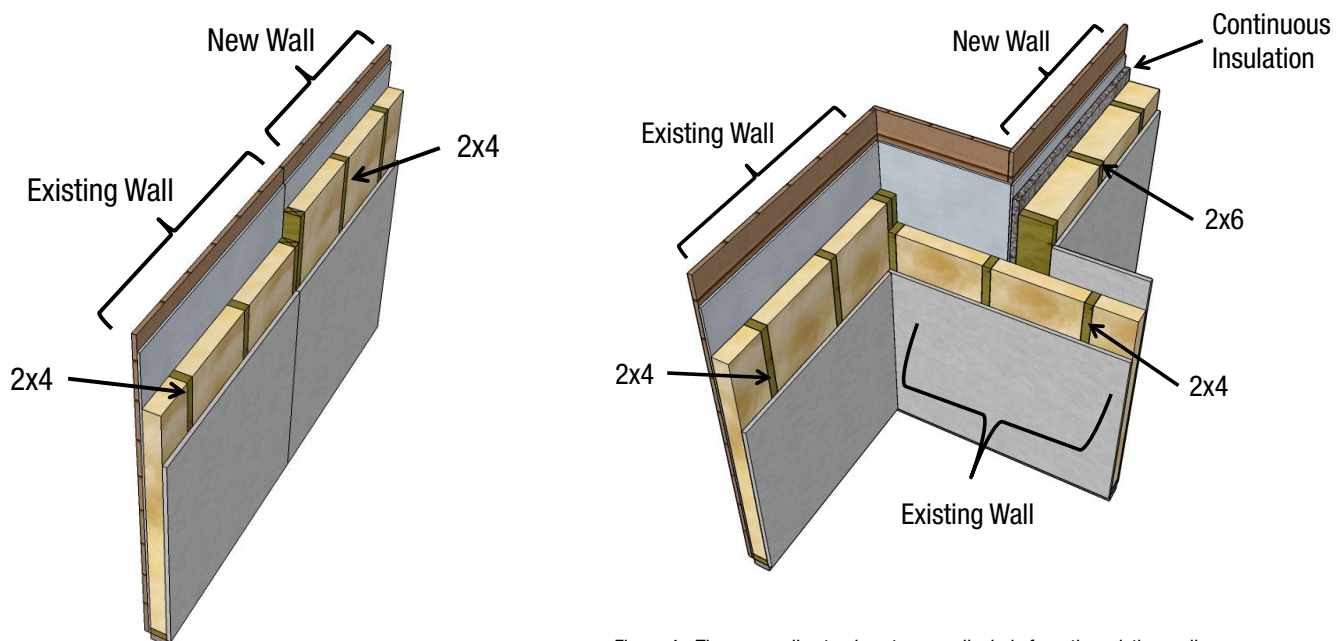 New Wall
Existing Wall
2x4
2x4
New Wall
Continuous
Insulation
Existing Wall
2x6
2x4
2x4
Existing Wall